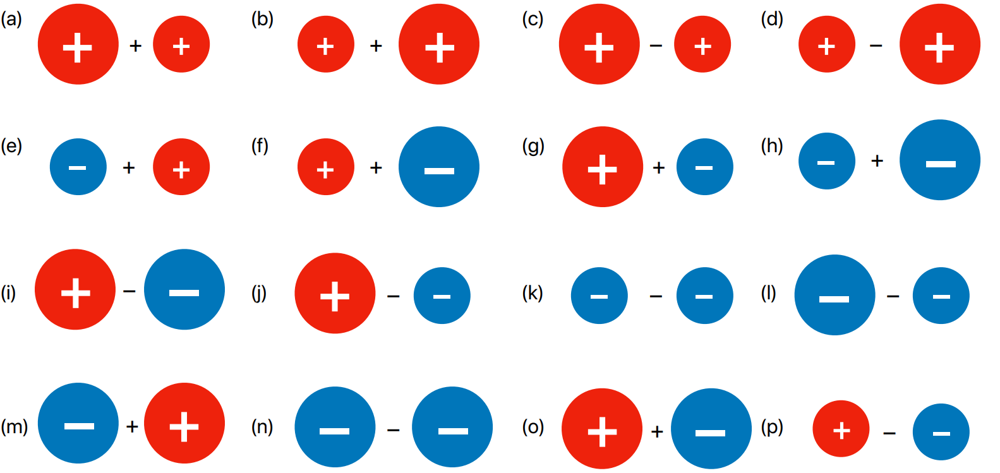 (a) + + + (b) + + + (c) + − + (d) + − +
(e) − + + (f) + + − (g) + + − (h) − + −
(i) + − − (j) + − − (k) − − − (l) − − −
(m) − + + (n) − − − (o) + + − (p) + − −